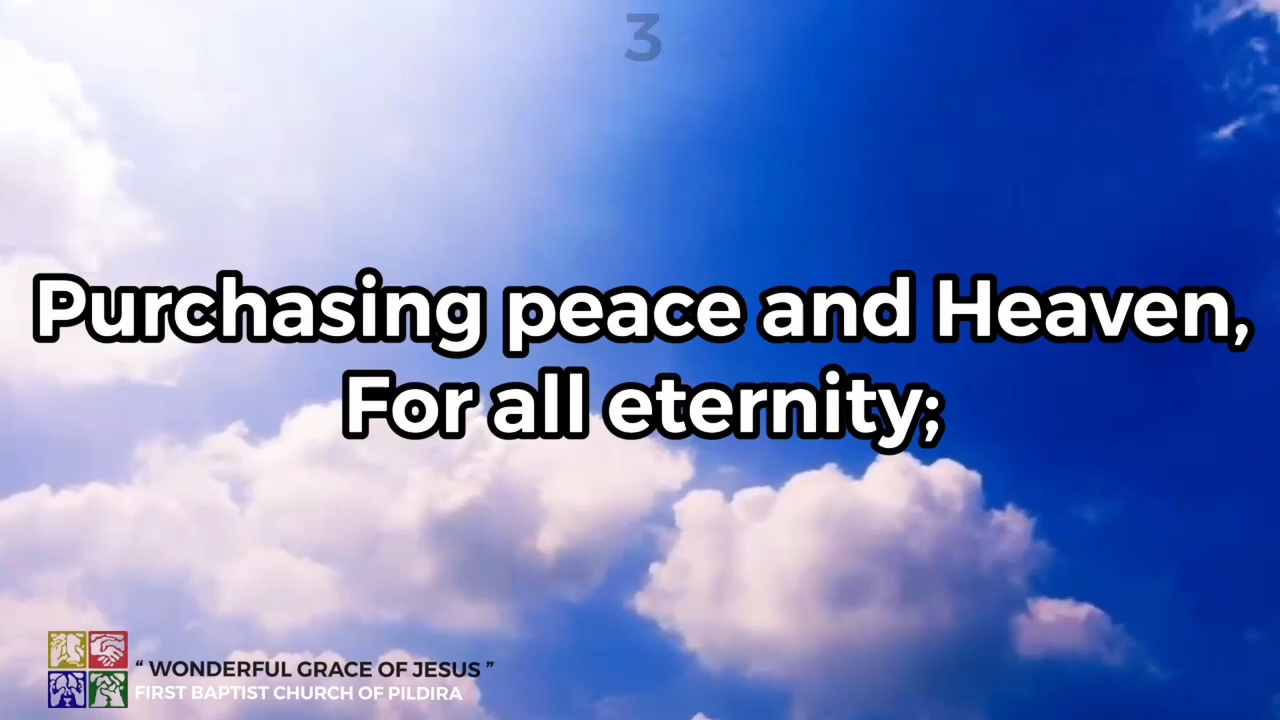 3
Purchasing peace and Heaven,
For all eternity;
“ WONDERFUL GRACE OF JESUS ”
FIRST BAPTIST CHURCH OF PILDIRA